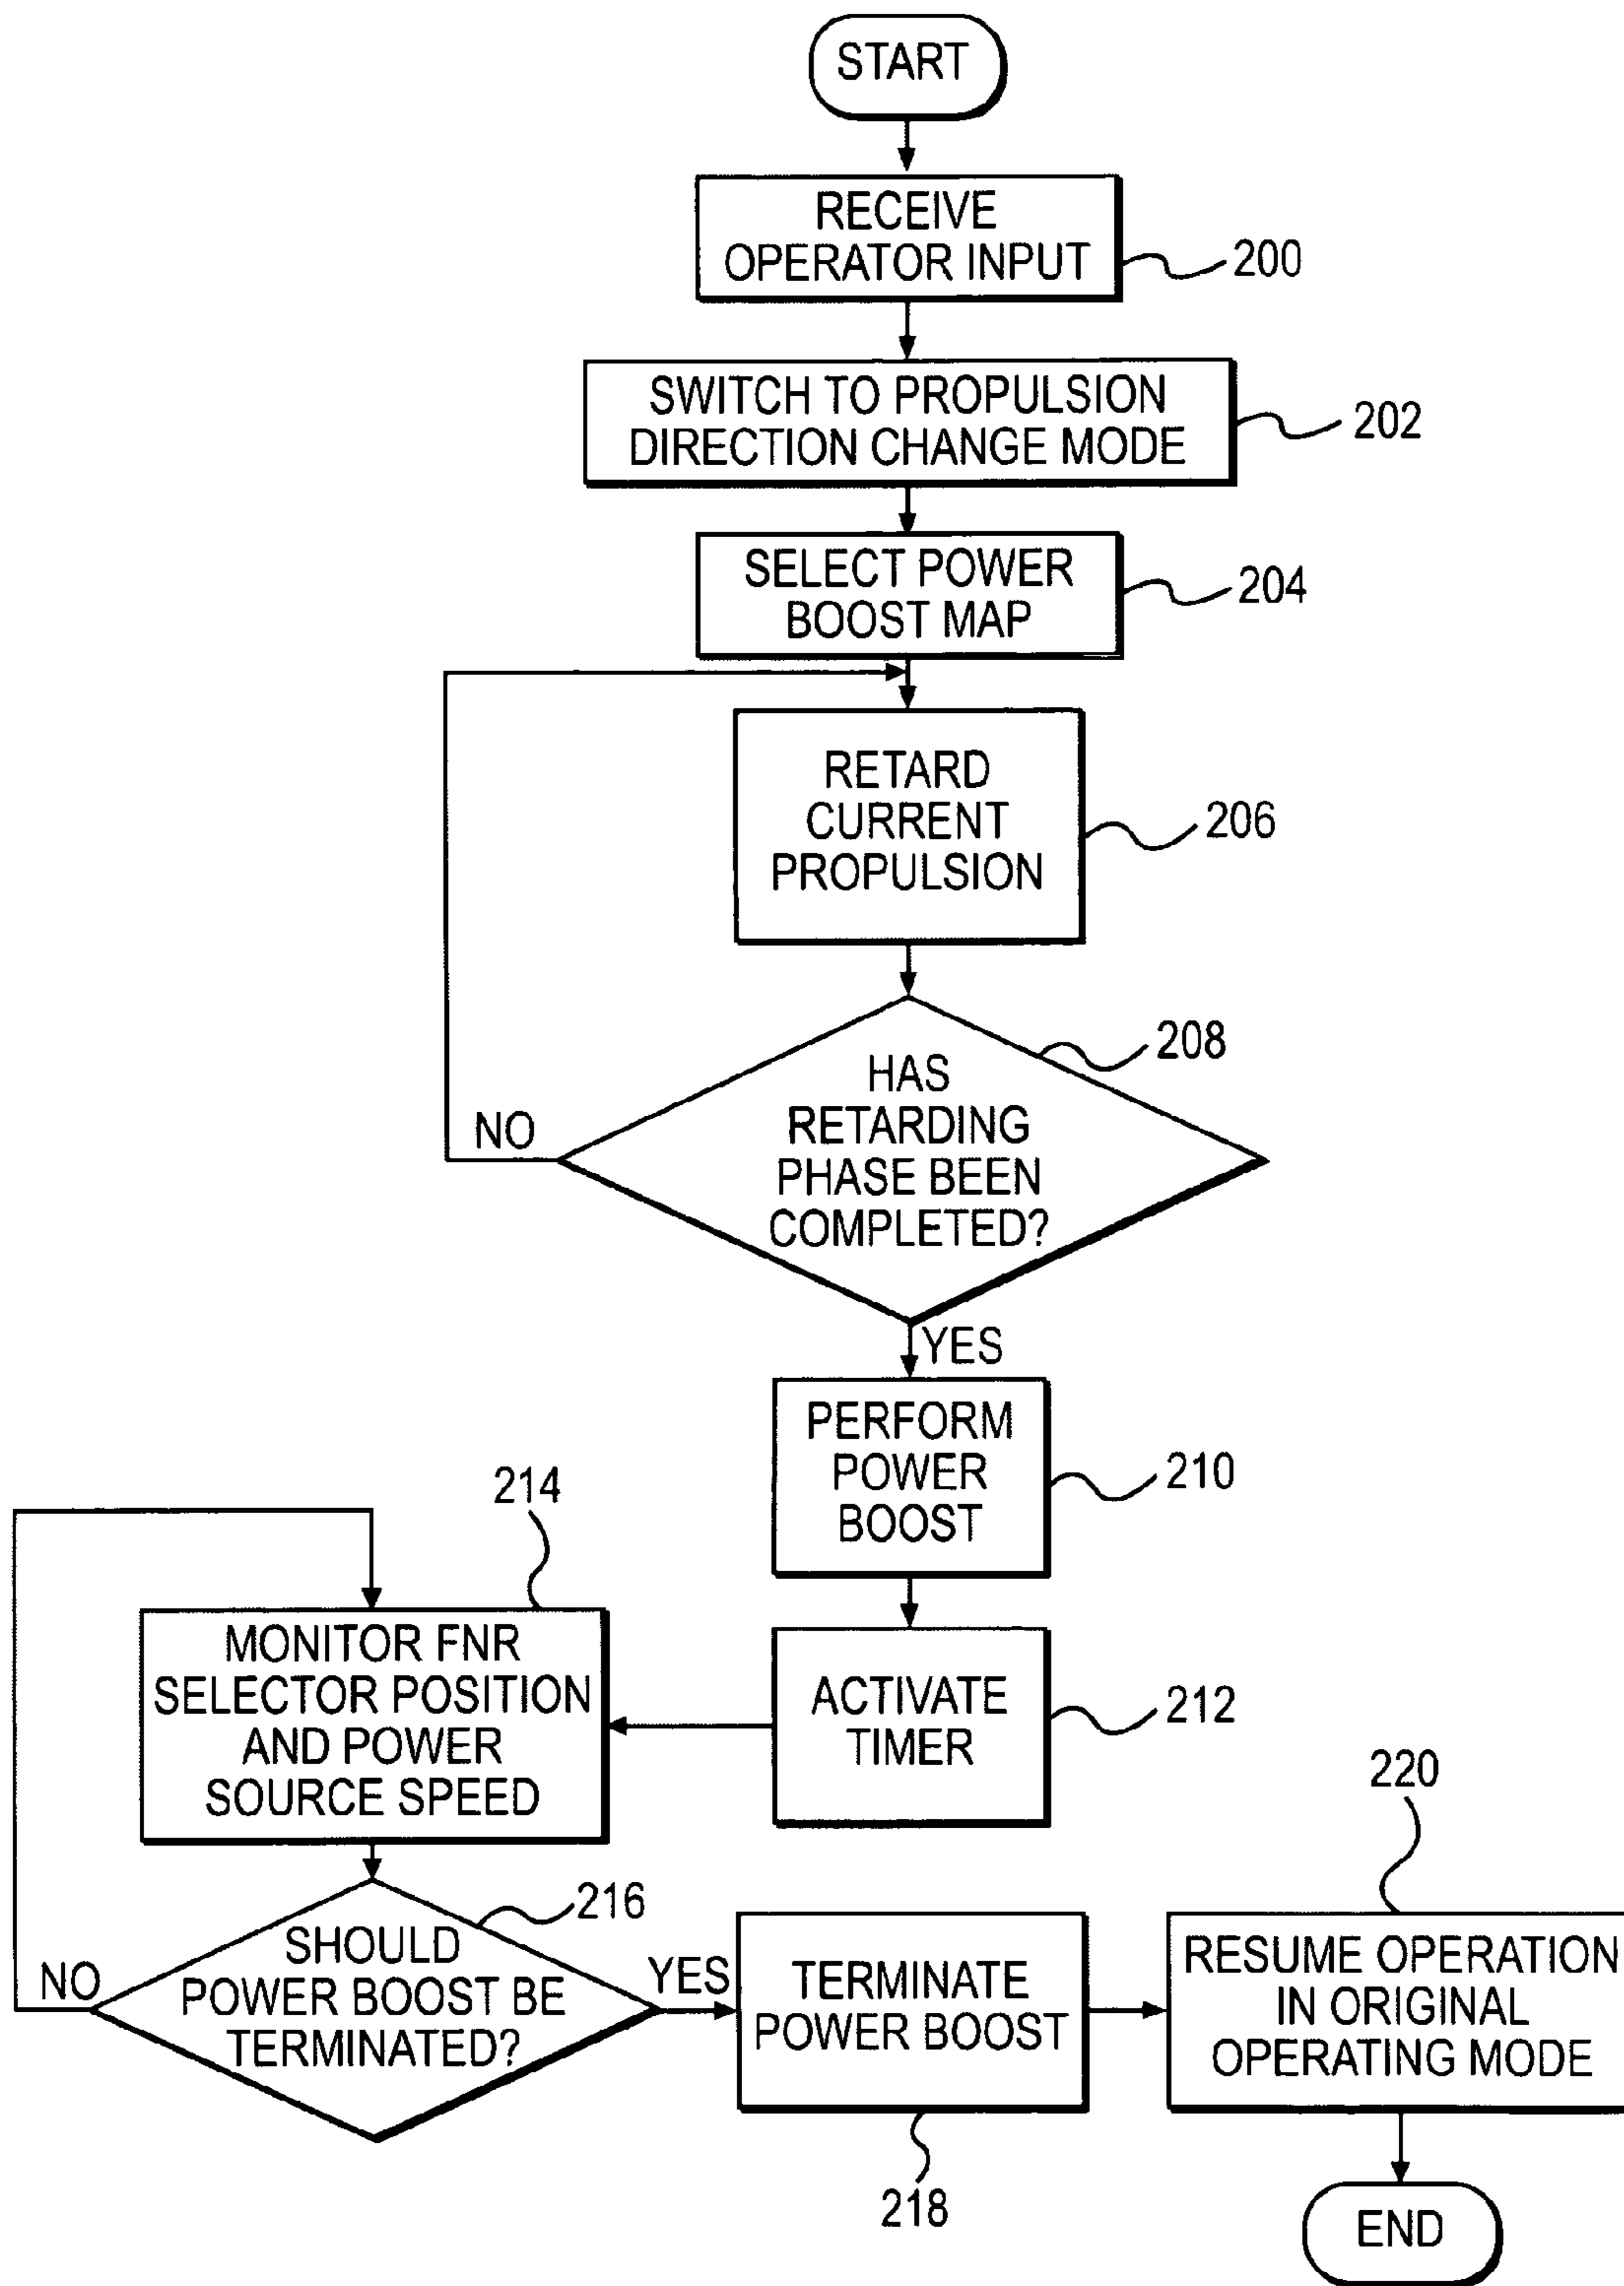 START
RECEIVE
OPERATOR INPUT
200
SWITCH TO PROPULSION
DIRECTION CHANGE MODE
202
SELECT POWER
BOOST MAP
204
RETARD
CURRENT
PROPULSION
206
208
HAS
RETARDING
PHASE BEEN
COMPLETED?
NO
YES
PERFORM
POWER
BOOST
210
214
MONITOR FNR
SELECTOR POSITION
AND POWER
SOURCE SPEED
ACTIVATE
TIMER
212
216
SHOULD
POWER BOOST BE
TERMINATED?
NO
YES
TERMINATE
POWER BOOST
218
220
RESUME OPERATION
IN ORIGINAL
OPERATING MODE
END